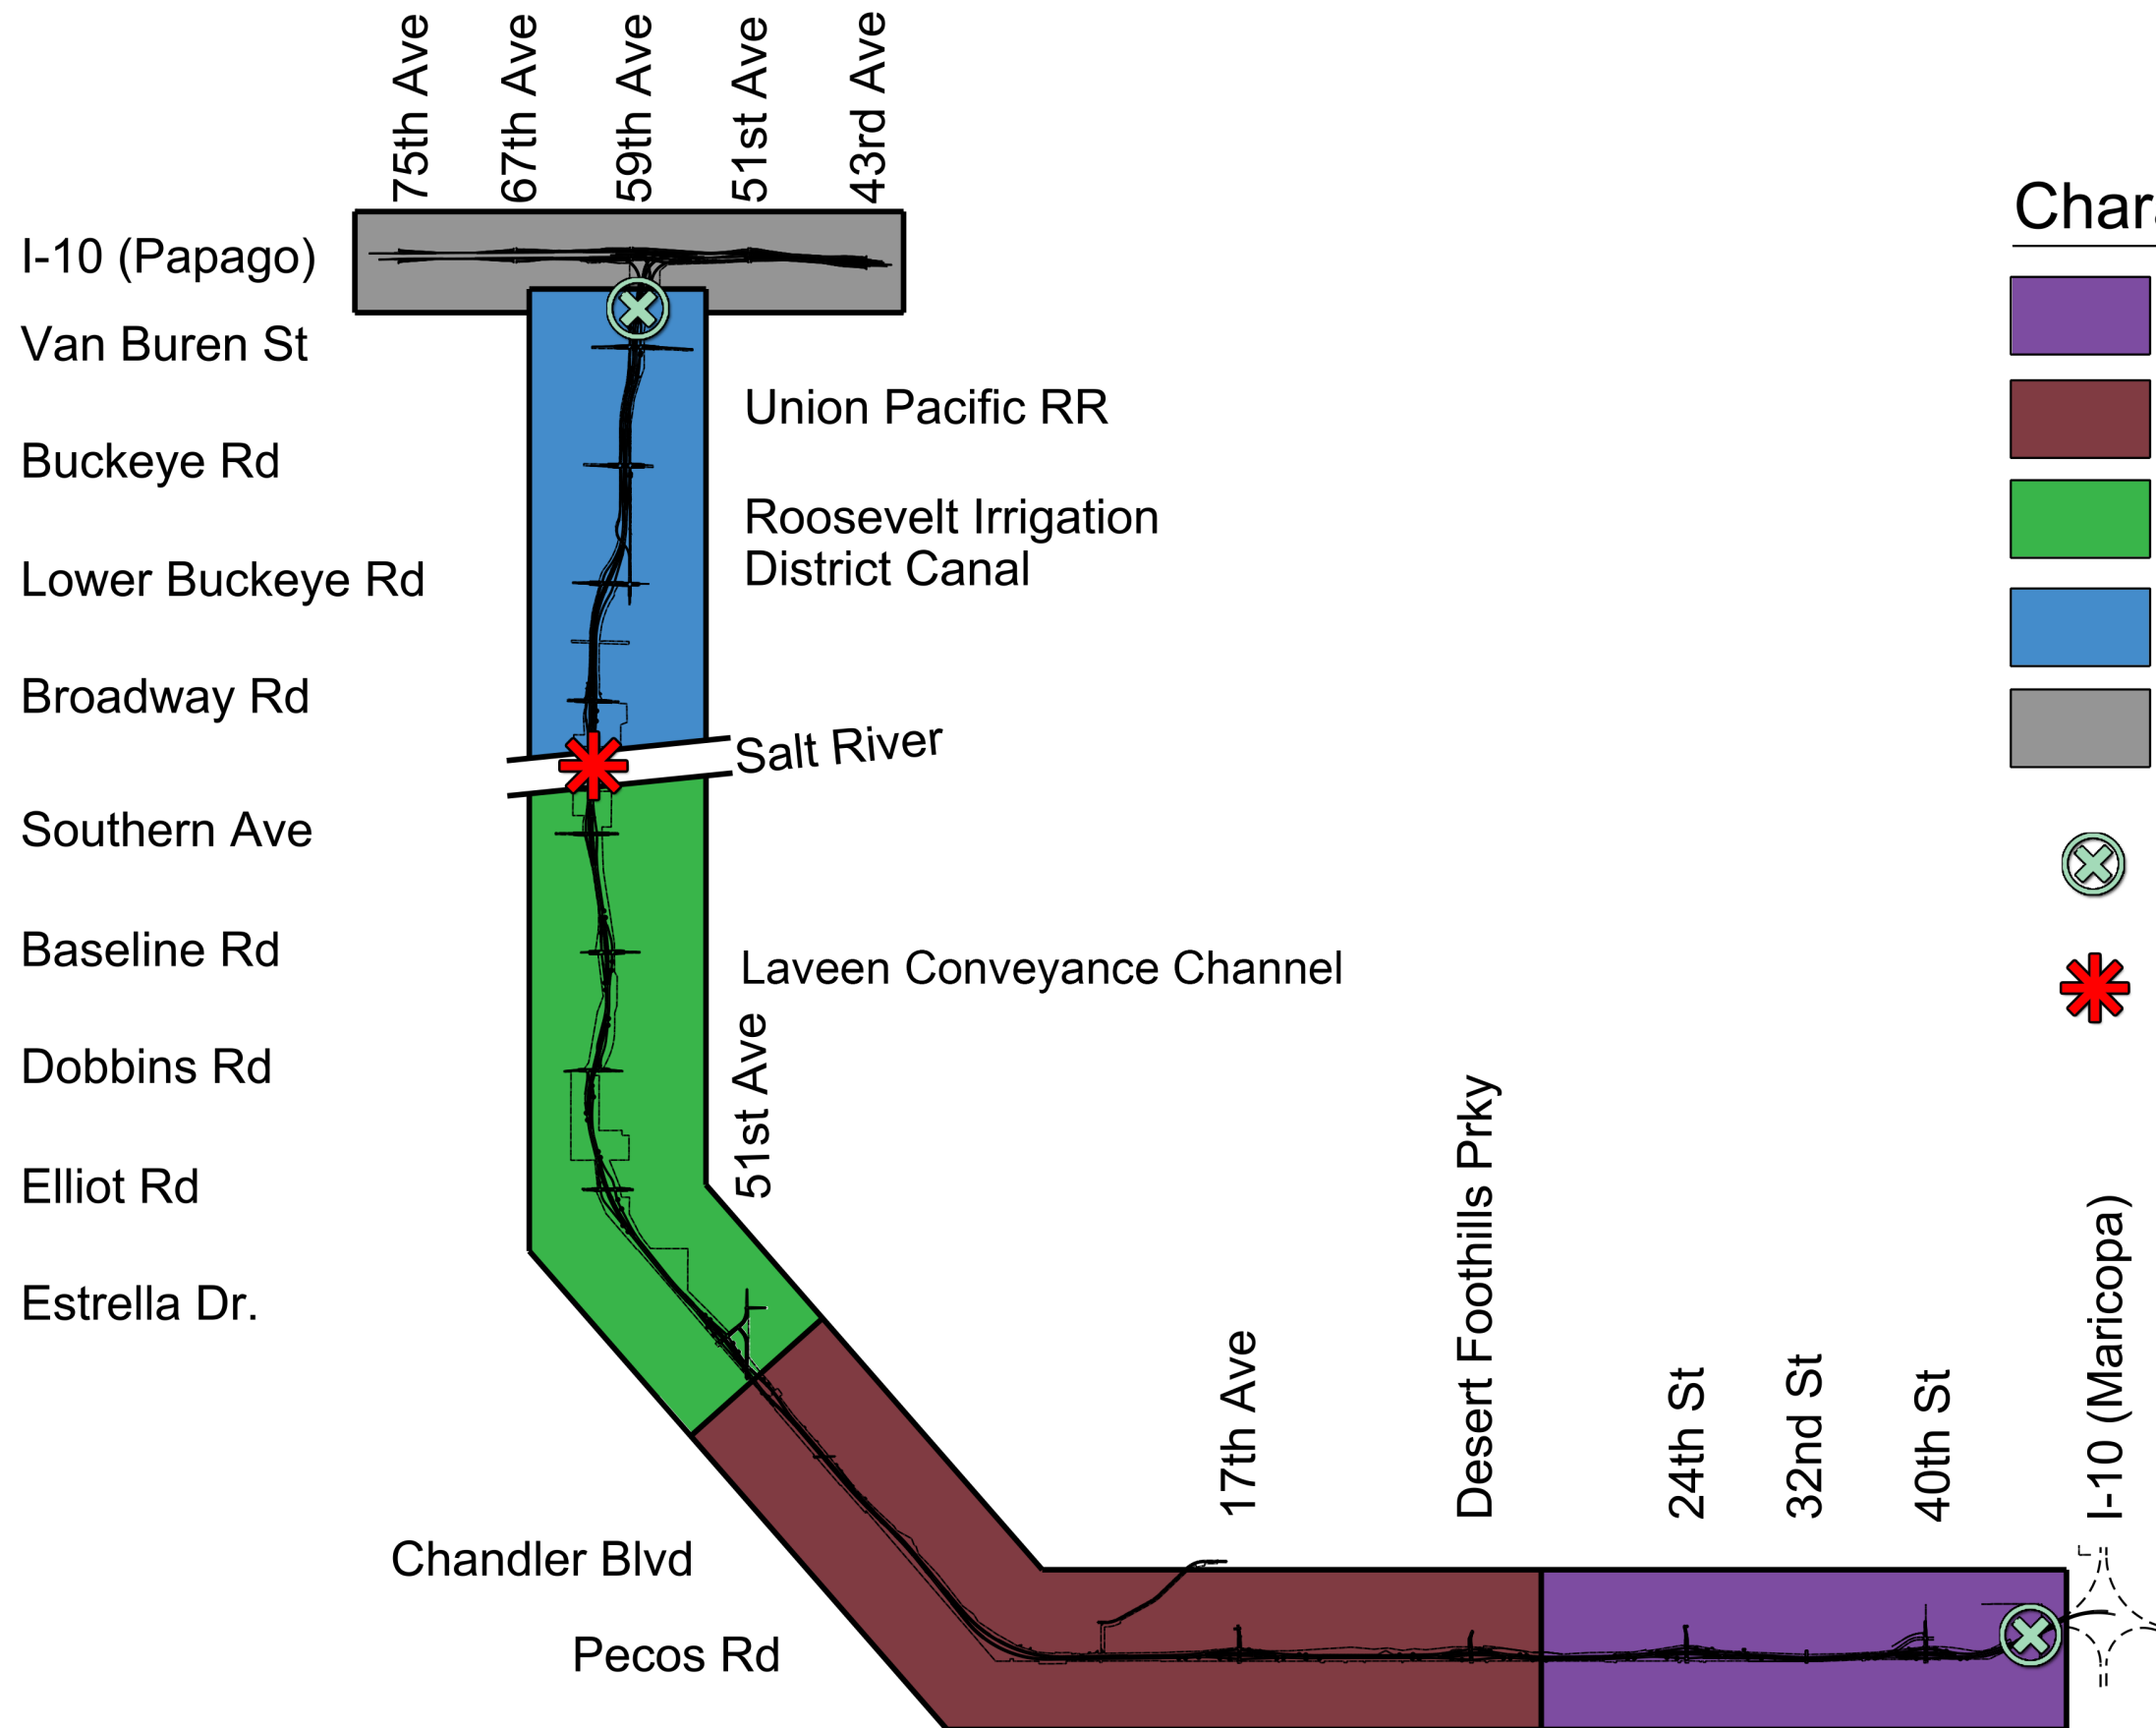 75th Ave
67th Ave
59th Ave
51st Ave
43rd Ave
I-10 (Papago)
Van Buren St
Union Pacific RR
Buckeye Rd
Roosevelt Irrigation
District Canal
Lower Buckeye Rd
Broadway Rd
Salt River
Southern Ave
Baseline Rd
Laveen Conveyance Channel
51st Ave
Dobbins Rd
Elliot Rd
Estrella Dr.
17th Ave
Desert Foothills Prky
24th St
32nd St
40th St
I-10 (Maricopa)
Chandler Blvd
Pecos Rd